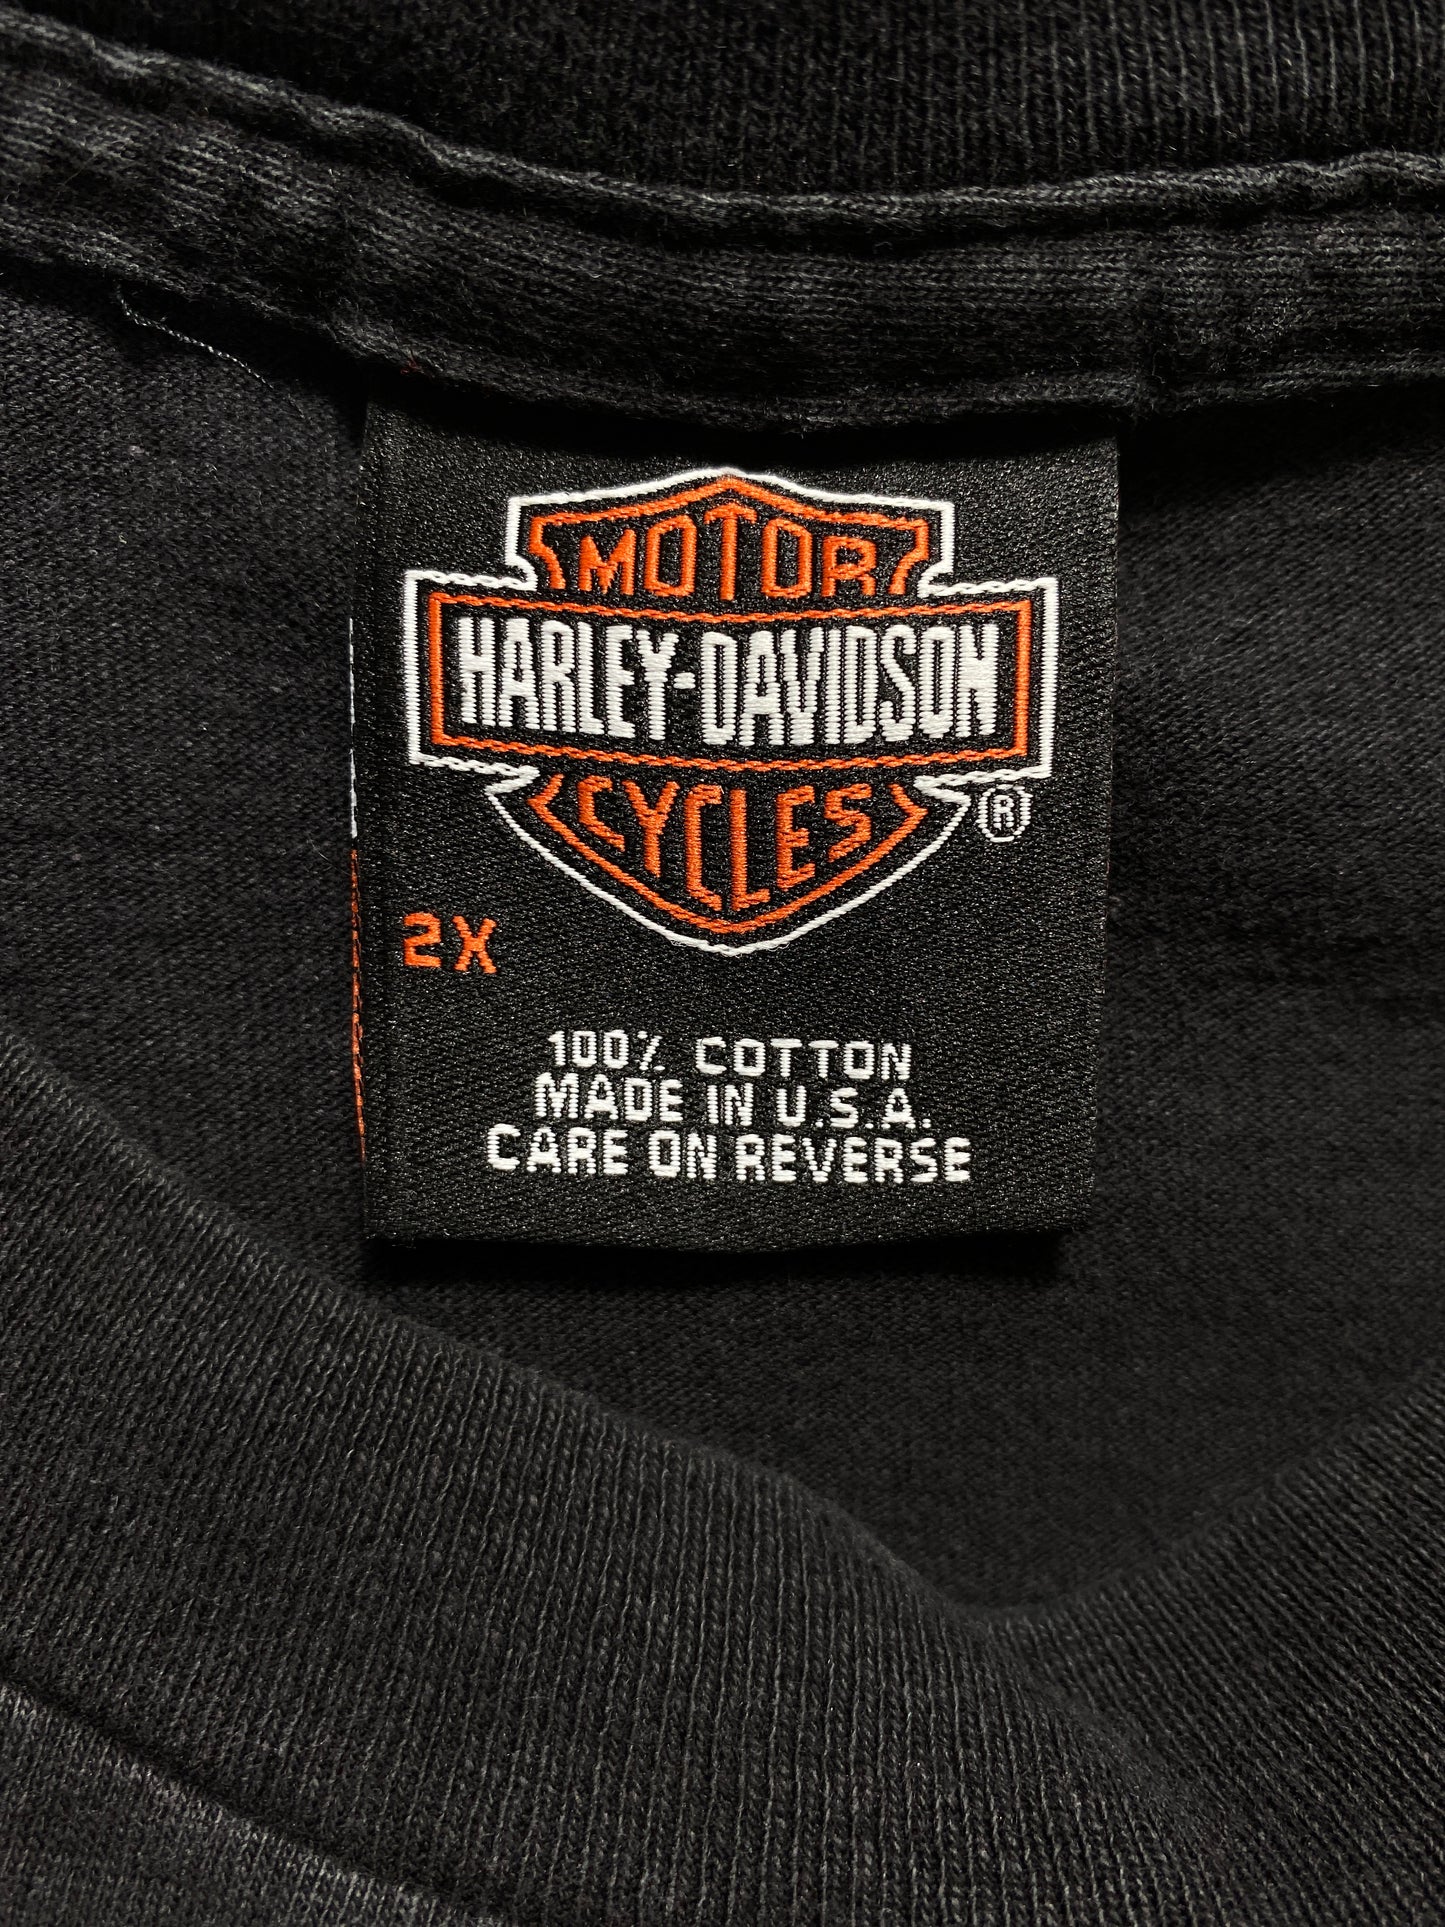 MOTOR
HARLEY-DAVIDSON
CYCLES
®
2X
100% COTTON
MADE IN U.S.A.
CARE ON REVERSE